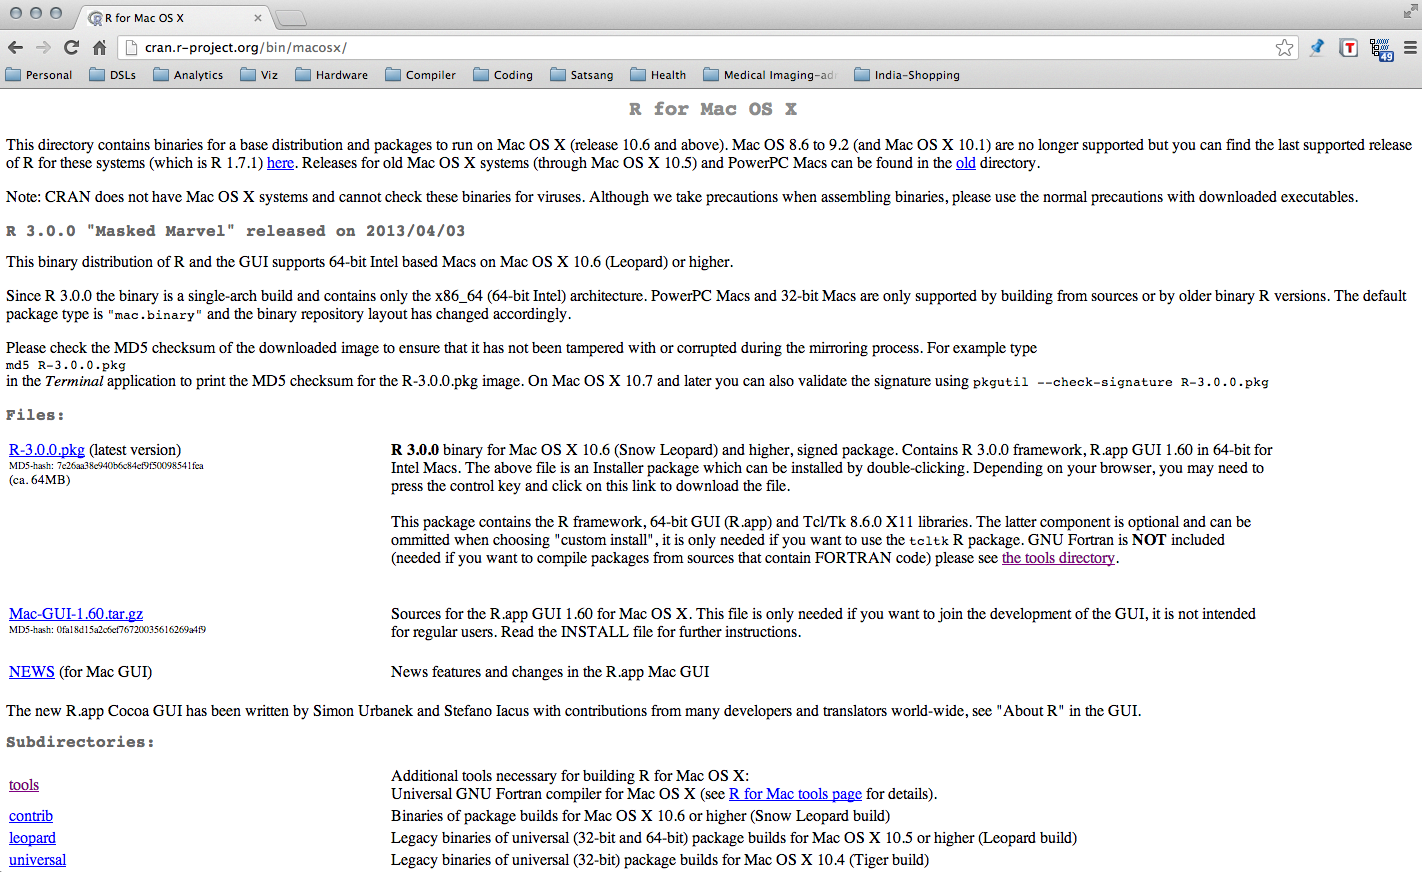 R for Mac OS X
cran.r-project.org/bin/macosx/
49
Personal DSLs Analytics Viz Hardware Compiler Coding Satsang Health Medical Imaging-ad India-Shopping
R for Mac OS X
This directory contains binaries for a base distribution and packages to run on Mac OS X (release 10.6 and above). Mac OS 8.6 to 9.2 (and Mac OS X 10.1) are no longer supported but you can find the last supported release
of R for these systems (which is R 1.7.1) here. Releases for old Mac OS X systems (through Mac OS X 10.5) and PowerPC Macs can be found in the old directory.
Note: CRAN does not have Mac OS X systems and cannot check these binaries for viruses. Although we take precautions when assembling binaries, please use the normal precautions with downloaded executables.
R 3.0.0 "Masked Marvel" released on 2013/04/03
This binary distribution of R and the GUI supports 64-bit Intel based Macs on Mac OS X 10.6 (Leopard) or higher.
Since R 3.0.0 the binary is a single-arch build and contains only the x86_64 (64-bit Intel) architecture. PowerPC Macs and 32-bit Macs are only supported by building from sources or by older binary R versions. The default
package type is "mac.binary" and the binary repository layout has changed accordingly.
Please check the MD5 checksum of the downloaded image to ensure that it has not been tampered with or corrupted during the mirroring process. For example type
md5 R-3.0.0.pkg
in the Terminal application to print the MD5 checksum for the R-3.0.0.pkg image. On Mac OS X 10.7 and later you can also validate the signature using pkgutil --check-signature R-3.0.0.pkg
Files:
R-3.0.0.pkg (latest version)
MD5-hash: 7e26aa38e940b6c84ef9f50098541fea
(ca. 64MB)
R 3.0.0 binary for Mac OS X 10.6 (Snow Leopard) and higher, signed package. Contains R 3.0.0 framework, R.app GUI 1.60 in 64-bit for
Intel Macs. The above file is an Installer package which can be installed by double-clicking. Depending on your browser, you may need to
press the control key and click on this link to download the file.
This package contains the R framework, 64-bit GUI (R.app) and Tcl/Tk 8.6.0 X11 libraries. The latter component is optional and can be
ommitted when choosing "custom install", it is only needed if you want to use the tcltk R package. GNU Fortran is NOT included
(needed if you want to compile packages from sources that contain FORTRAN code) please see the tools directory.
Mac-GUI-1.60.tar.gz
MD5-hash: 0fa18d15a2c6ef76720035616269a4f9
Sources for the R.app GUI 1.60 for Mac OS X. This file is only needed if you want to join the development of the GUI, it is not intended
for regular users. Read the INSTALL file for further instructions.
NEWS (for Mac GUI)
News features and changes in the R.app Mac GUI
The new R.app Cocoa GUI has been written by Simon Urbanek and Stefano Iacus with contributions from many developers and translators world-wide, see "About R" in the GUI.
Subdirectories:
tools
Additional tools necessary for building R for Mac OS X:
Universal GNU Fortran compiler for Mac OS X (see R for Mac tools page for details).
contrib
Binaries of package builds for Mac OS X 10.6 or higher (Snow Leopard build)
leopard
Legacy binaries of universal (32-bit and 64-bit) package builds for Mac OS X 10.5 or higher (Leopard build)
universal
Legacy binaries of universal (32-bit) package builds for Mac OS X 10.4 (Tiger build)